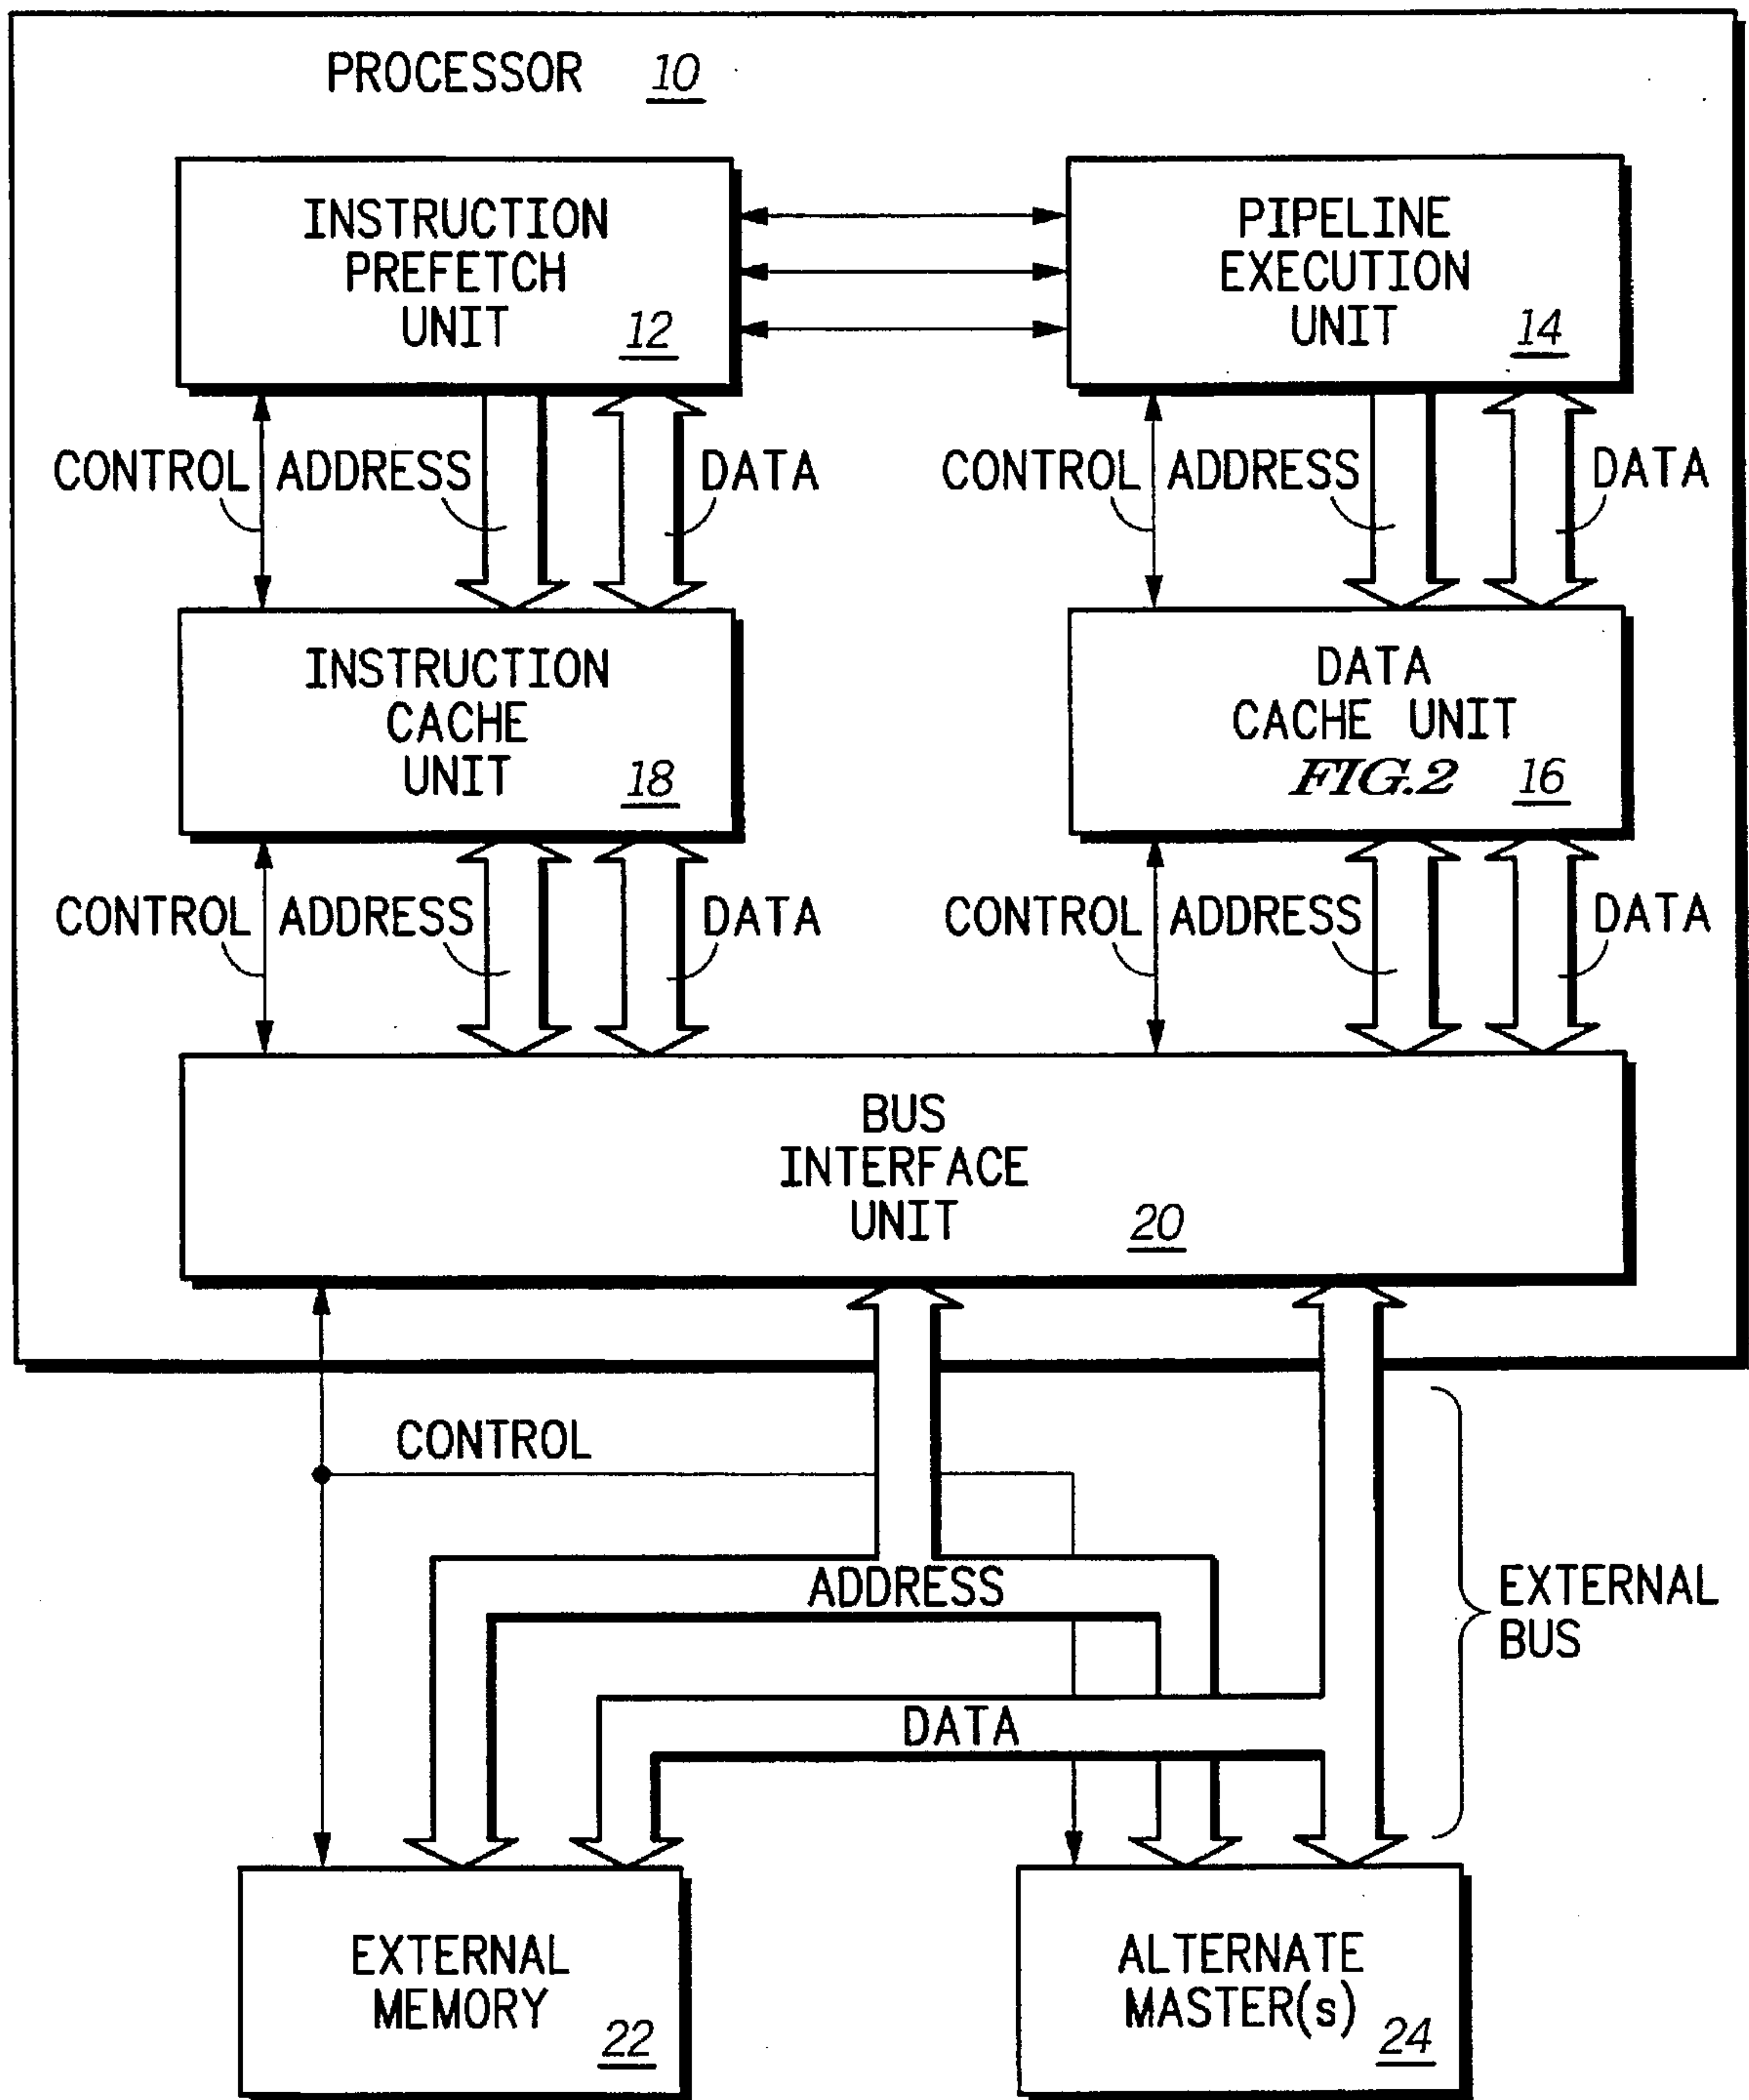 PROCESSOR 10
INSTRUCTION
PREFETCH
UNIT 12
PIPELINE
EXECUTION
UNIT 14
CONTROL ADDRESS DATA
CONTROL ADDRESS DATA
INSTRUCTION
CACHE
UNIT 18
DATA
CACHE UNIT
FIG.2 16
CONTROL ADDRESS DATA
CONTROL ADDRESS DATA
BUS
INTERFACE
UNIT 20
CONTROL
ADDRESS
EXTERNAL
BUS
DATA
EXTERNAL
MEMORY 22
ALTERNATE
MASTER(s) 24